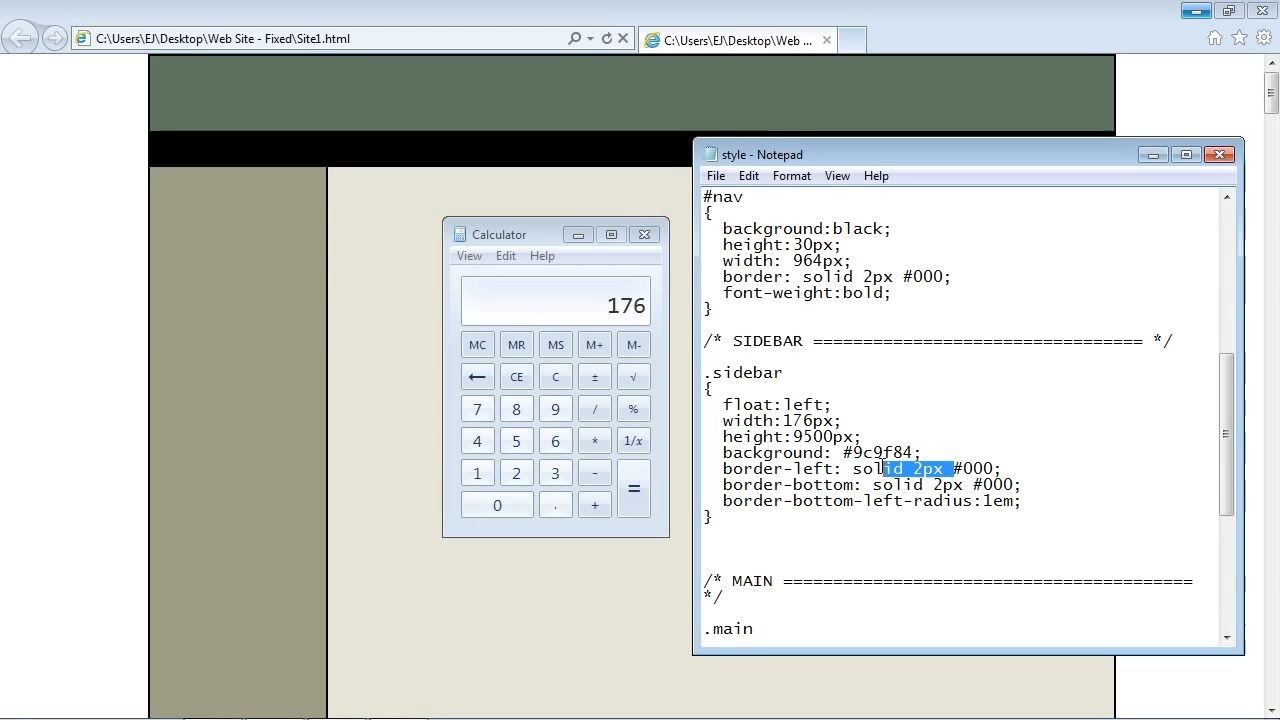 C:\Users\EJ\Desktop\Web Site - Fixed\Site1.html
C:\Users\EJ\Desktop\Web ...
style - Notepad
File Edit Format View Help
#nav
{
background:black;
height:30px;
width: 964px;
border: solid 2px #000;
font-weight:bold;
}
/* SIDEBAR ================================= */
.sidebar
{
float:left;
width:176px;
height:9500px;
background: #9c9f84;
border-left: solid 2px #000;
border-bottom: solid 2px #000;
border-bottom-left-radius:1em;
}
/* MAIN =========================================
*/
.main
Calculator
View Edit Help
176
MC MR MS M+ M-
← CE C ± √
7 8 9 / %
4 5 6 * 1/x
1 2 3 - =
0 . +